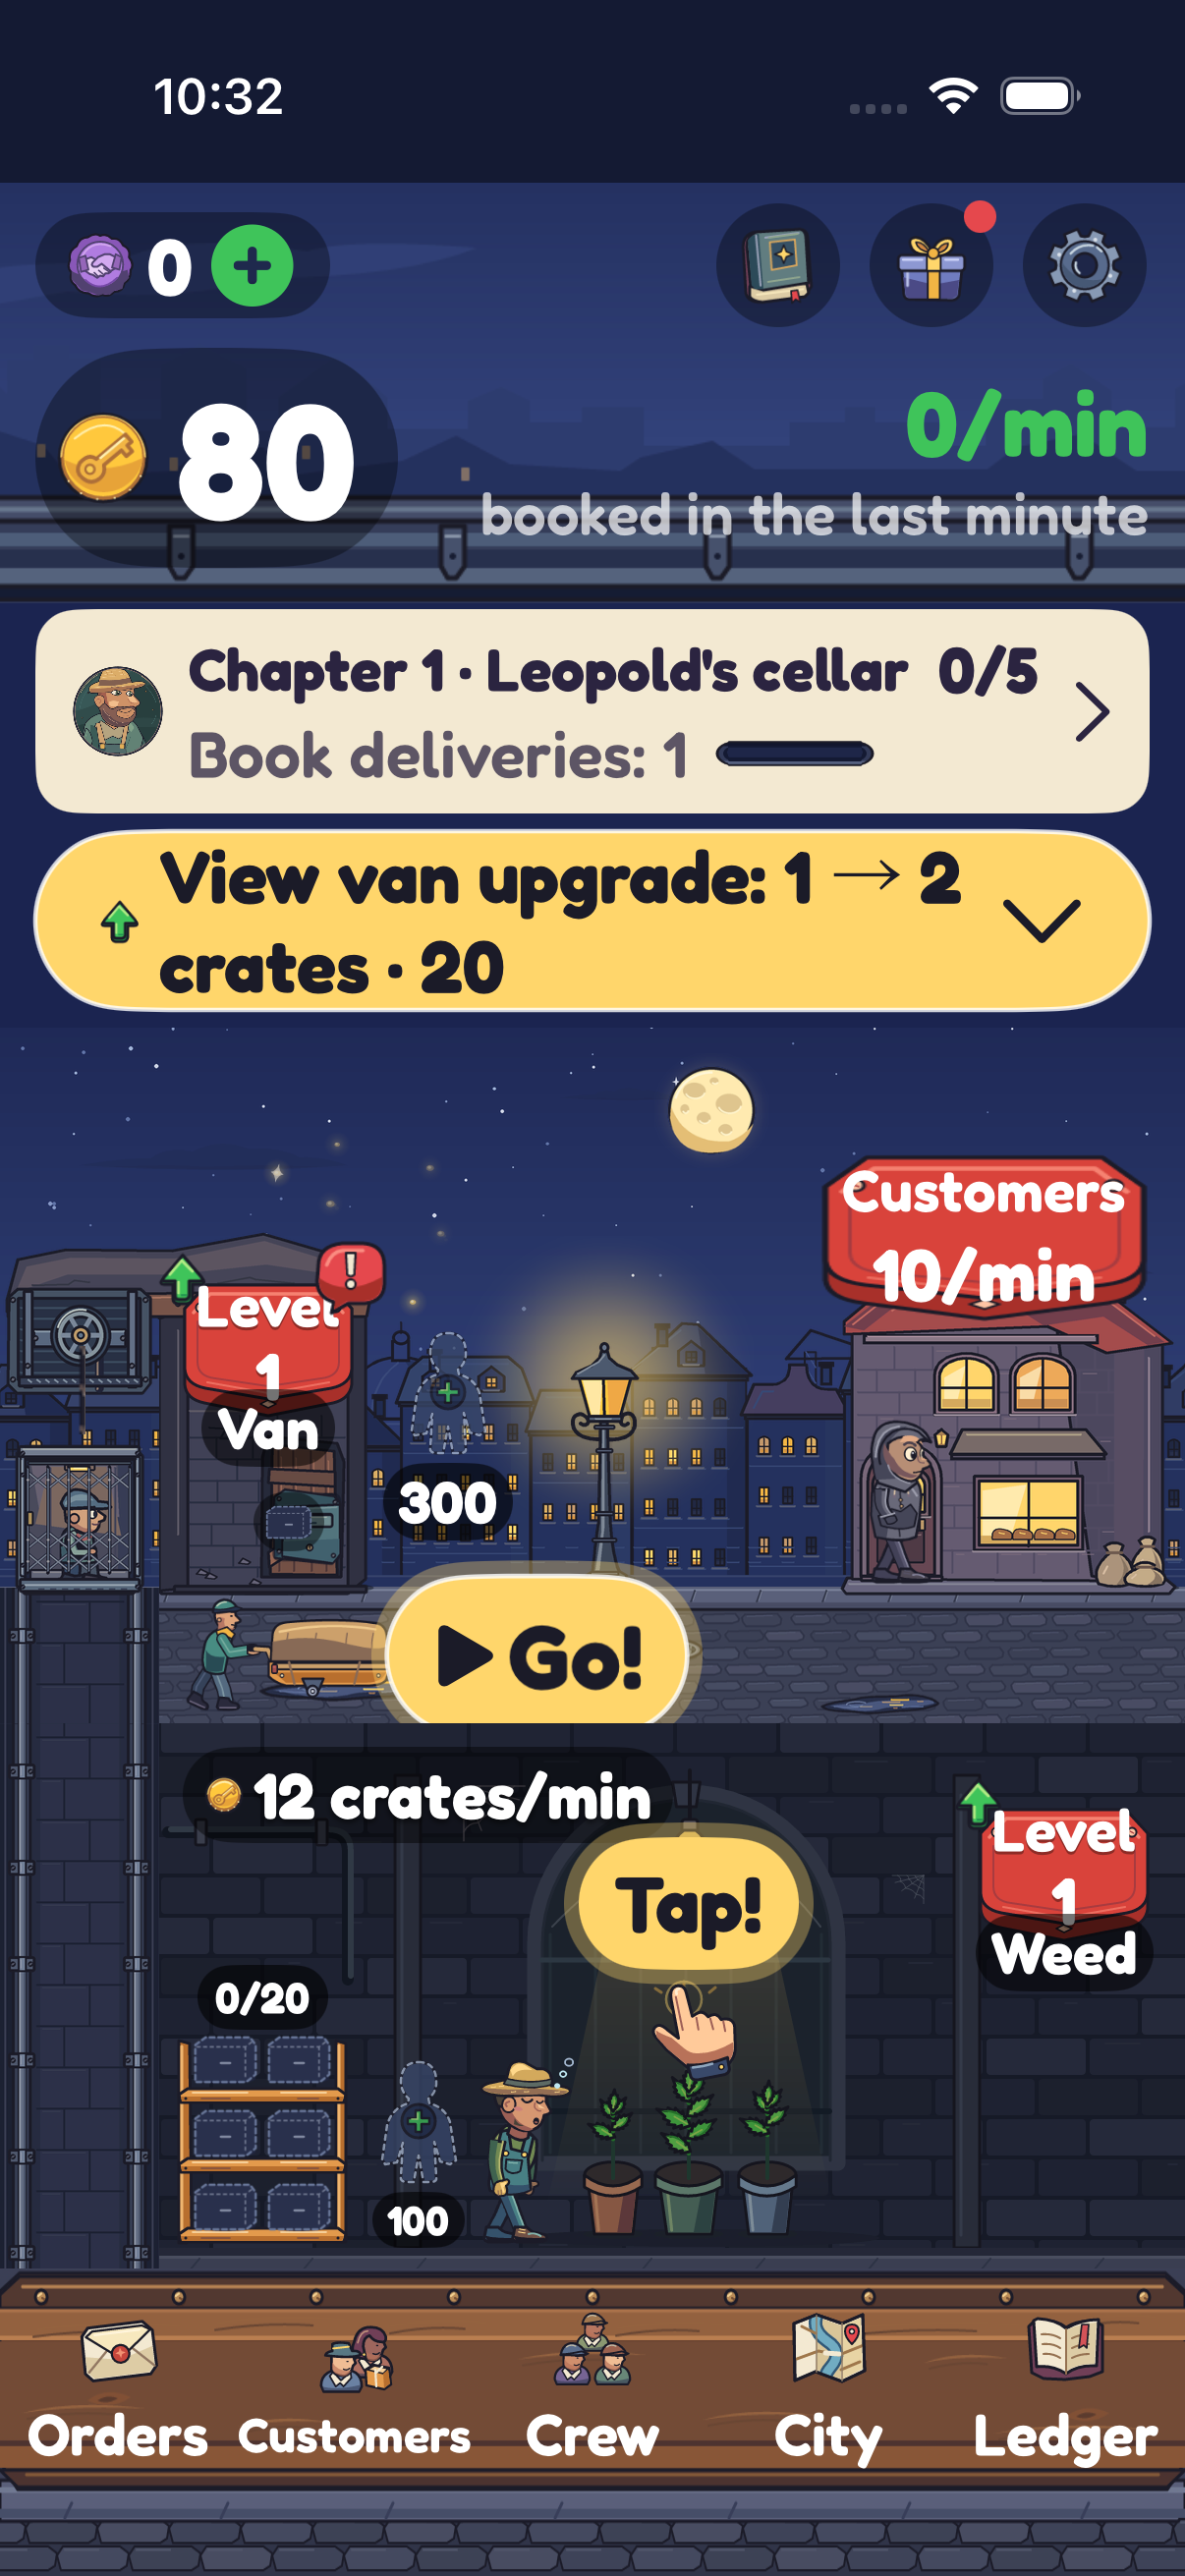 10:32
0
80
0/min
booked in the last minute
Chapter 1 · Leopold's cellar 0/5
Book deliveries: 1
View van upgrade: 1 → 2
crates · 20
Customers
10/min
Level
1
Van
300
Go!
12 crates/min
Tap!
Level
1
Weed
0/20
100
Orders
Customers
Crew
City
Ledger